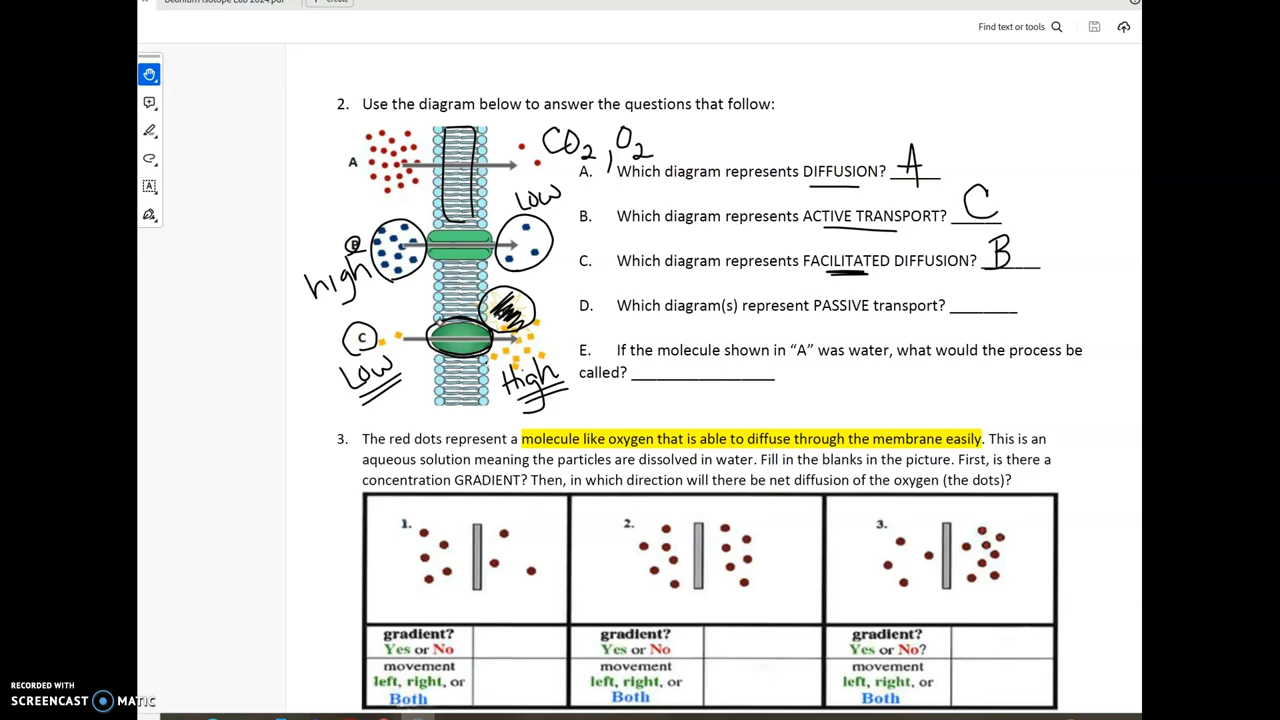 Deanium Isotope Lab 2024.pdf
Create
Find text or tools
2. Use the diagram below to answer the questions that follow:
A
CO2, O2
A. Which diagram represents DIFFUSION? A
Low
B. Which diagram represents ACTIVE TRANSPORT? C
B
high
C. Which diagram represents FACILITATED DIFFUSION? B
D. Which diagram(s) represent PASSIVE transport? ________
C
Low
High
E. If the molecule shown in “A” was water, what would the process be
called? _________________
3. The red dots represent a molecule like oxygen that is able to diffuse through the membrane easily. This is an
aqueous solution meaning the particles are dissolved in water. Fill in the blanks in the picture. First, is there a
concentration GRADIENT? Then, in which direction will there be net diffusion of the oxygen (the dots)?
1. 2. 3.
gradient? gradient? gradient?
Yes or No Yes or No Yes or No?
movement movement movement
left, right, or left, right, or left, right, or
Both Both Both
RECORDED WITH
SCREENCAST MATIC